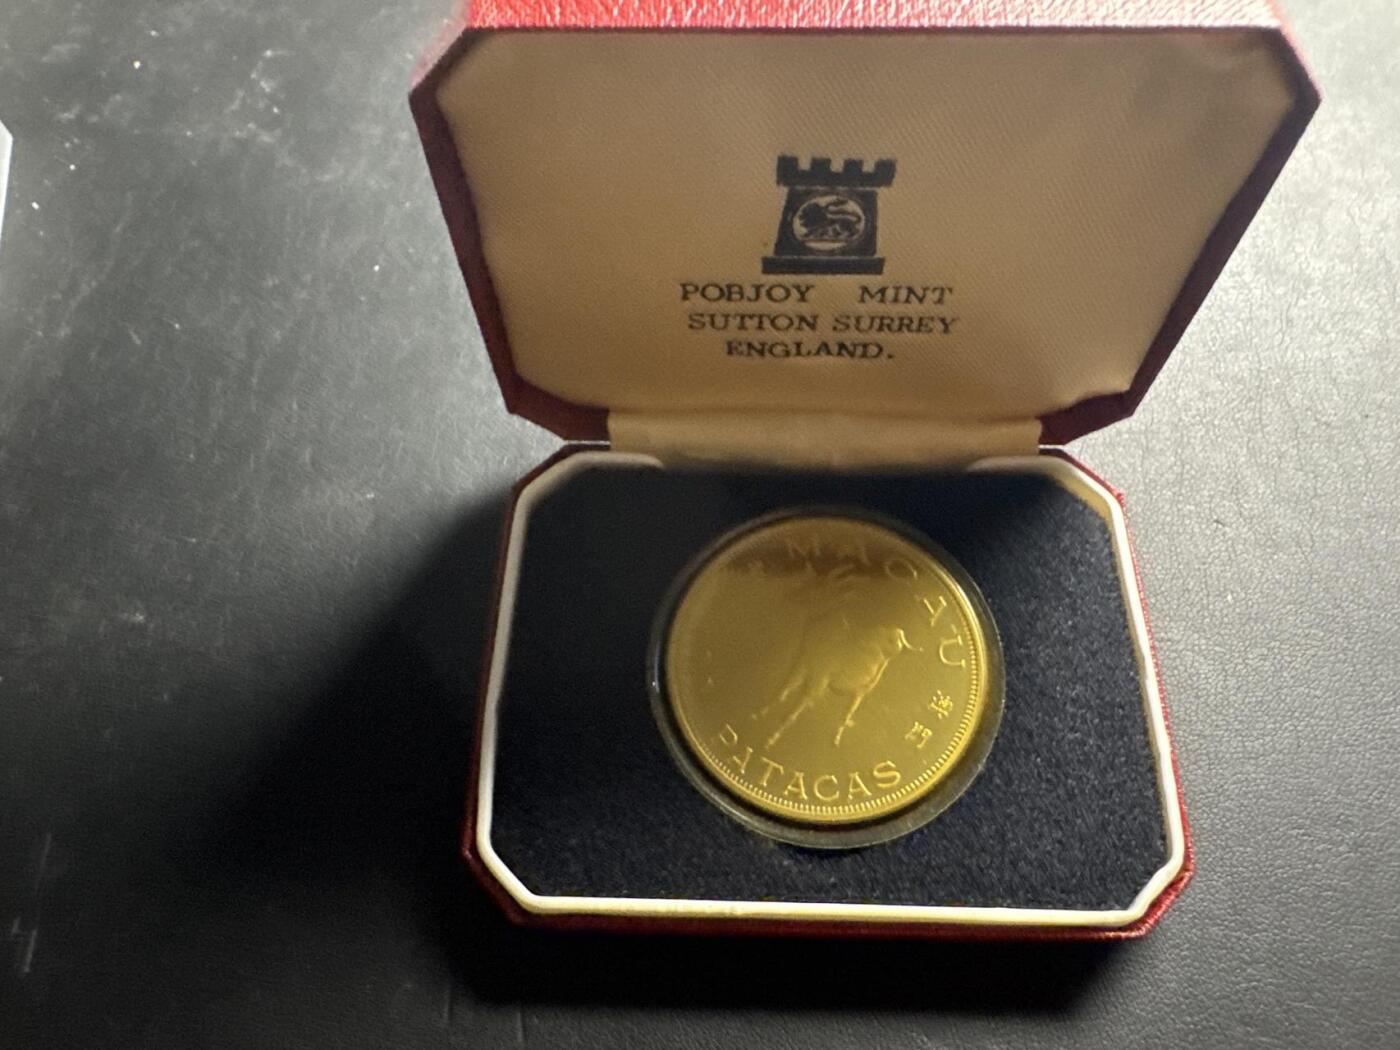 POBJOY MINT
SUTTON SURREY
ENGLAND.
MACAU
PATACAS